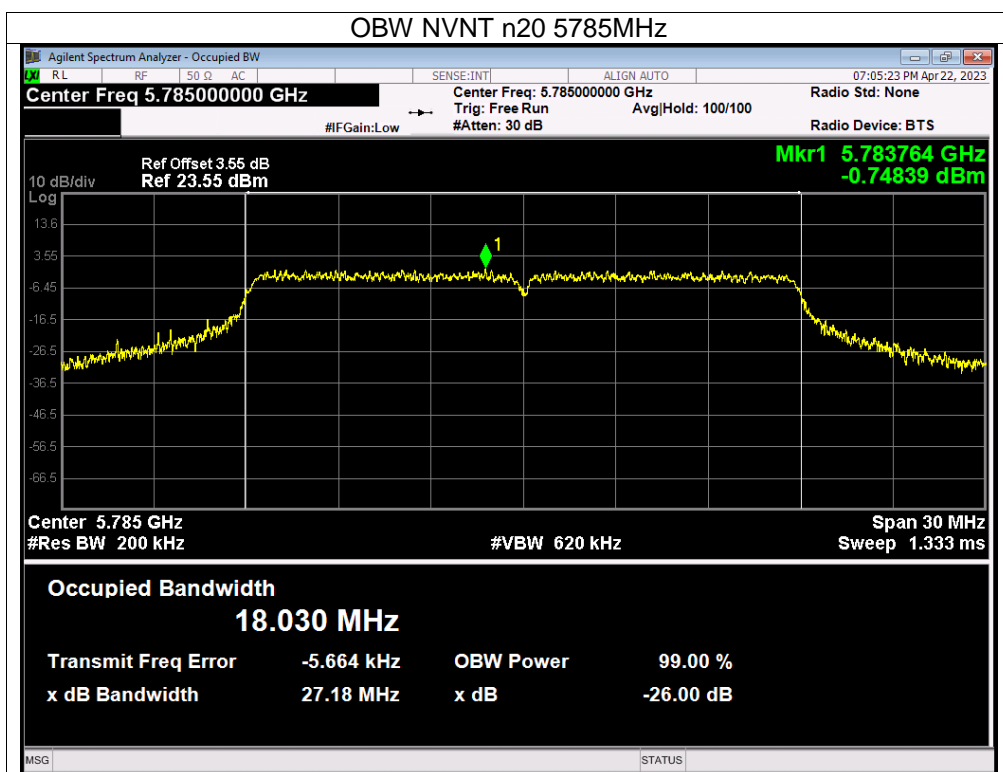 OBW NVNT n20 5785MHz
Agilent Spectrum Analyzer - Occupied BW
LXI RL RF 50 Ω AC SENSE:INT ALIGN AUTO 07:05:23 PM Apr 22, 2023
Center Freq 5.785000000 GHz Center Freq: 5.785000000 GHz Radio Std: None
Trig: Free Run Avg|Hold: 100/100
#IFGain:Low #Atten: 30 dB Radio Device: BTS
Mkr1 5.783764 GHz
-0.74839 dBm
Ref Offset 3.55 dB
10 dB/div Ref 23.55 dBm
Log
13.6
3.55
-6.45
-16.5
-26.5
-36.5
-46.5
-56.5
-66.5
1
Center 5.785 GHz Span 30 MHz
#Res BW 200 kHz #VBW 620 kHz Sweep 1.333 ms
Occupied Bandwidth
18.030 MHz
Transmit Freq Error -5.664 kHz OBW Power 99.00 %
x dB Bandwidth 27.18 MHz x dB -26.00 dB
MSG STATUS